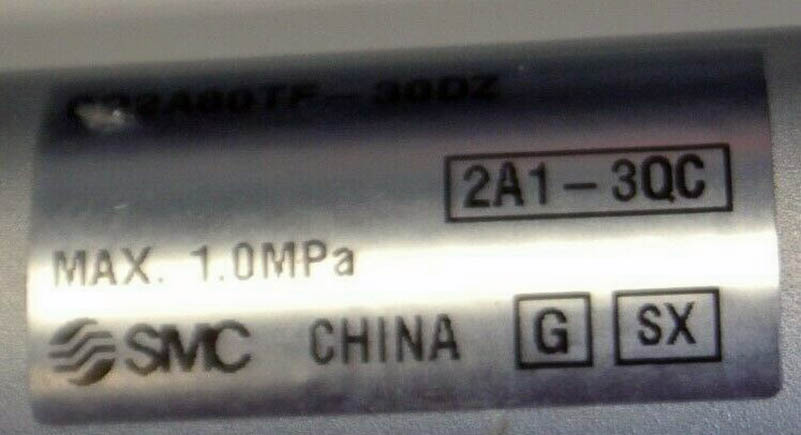 2A1-3QC
MAX. 1.0MPa
SMC CHINA G SX